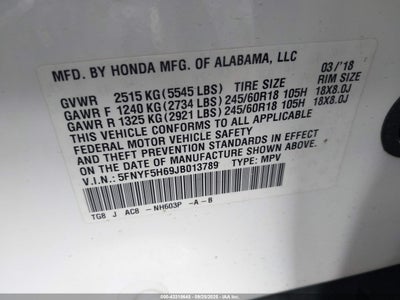 MFD. BY HONDA MFG. OF ALABAMA, LLC 03/'18
GVWR 2515 KG (5545 LBS) TIRE SIZE RIM SIZE
GAWR F 1240 KG (2734 LBS) 245/60R18 105H 18X8.0J
GAWR R 1325 KG (2921 LBS) 245/60R18 105H 18X8.0J
THIS VEHICLE CONFORMS TO ALL APPLICABLE
FEDERAL MOTOR VEHICLE SAFETY STANDARDS
IN EFFECT ON THE DATE OF MANUFACTURE
SHOWN ABOVE.
V.I.N.: 5FNYF5H69JB013789 TYPE: MPV
TG8 J AC8 - NH603P - A - B